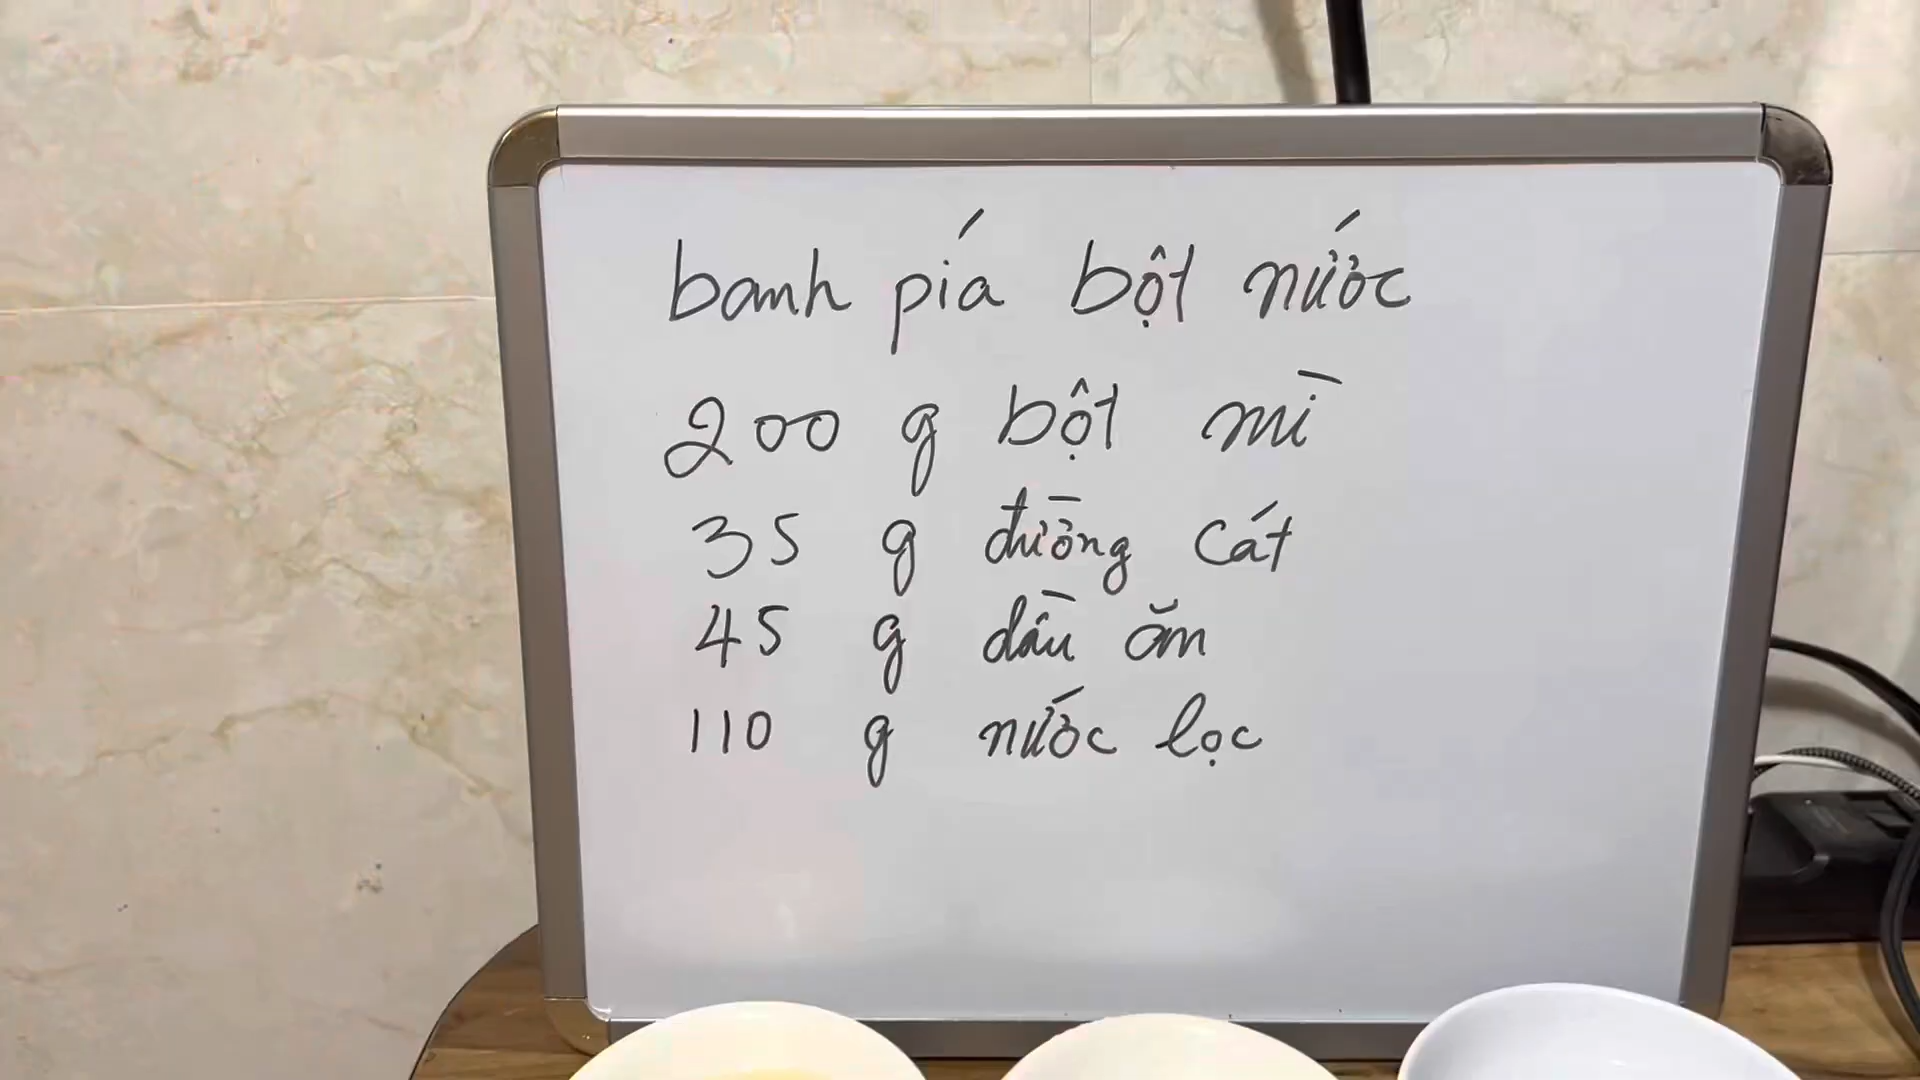 banh pía bột nước
200 g bột mì
35 g đường cát
45 g dầu ăn
110 g nước lọc